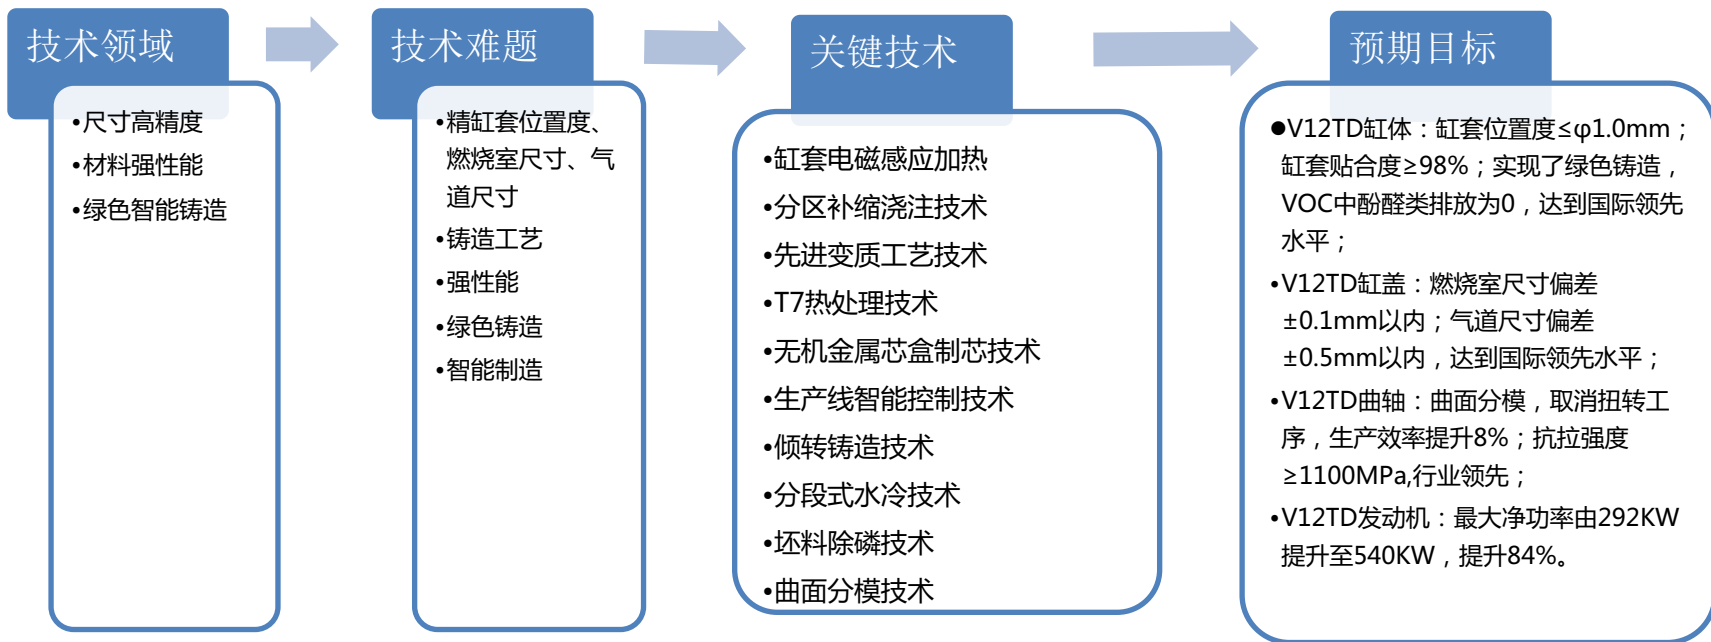 技术领域
•尺寸高精度
•材料强性能
•绿色智能铸造
技术难题
•精缸套位置度、
燃烧室尺寸、气
道尺寸
•铸造工艺
•强性能
•绿色铸造
•智能制造
关键技术
•缸套电磁感应加热
•分区补缩浇注技术
•先进变质工艺技术
•T7热处理技术
•无机金属芯盒制芯技术
•生产线智能控制技术
•倾转铸造技术
•分段式水冷技术
•坯料除磷技术
•曲面分模技术
预期目标
●V12TD缸体：缸套位置度≤φ1.0mm；
缸套贴合度≥98%；实现了绿色铸造，
VOC中酚醛类排放为0，达到国际领先
水平；
•V12TD缸盖：燃烧室尺寸偏差
±0.1mm以内；气道尺寸偏差
±0.5mm以内，达到国际领先水平；
•V12TD曲轴：曲面分模，取消扭转工
序，生产效率提升8%；抗拉强度
≥1100MPa,行业领先；
•V12TD发动机：最大净功率由292KW
提升至540KW，提升84%。